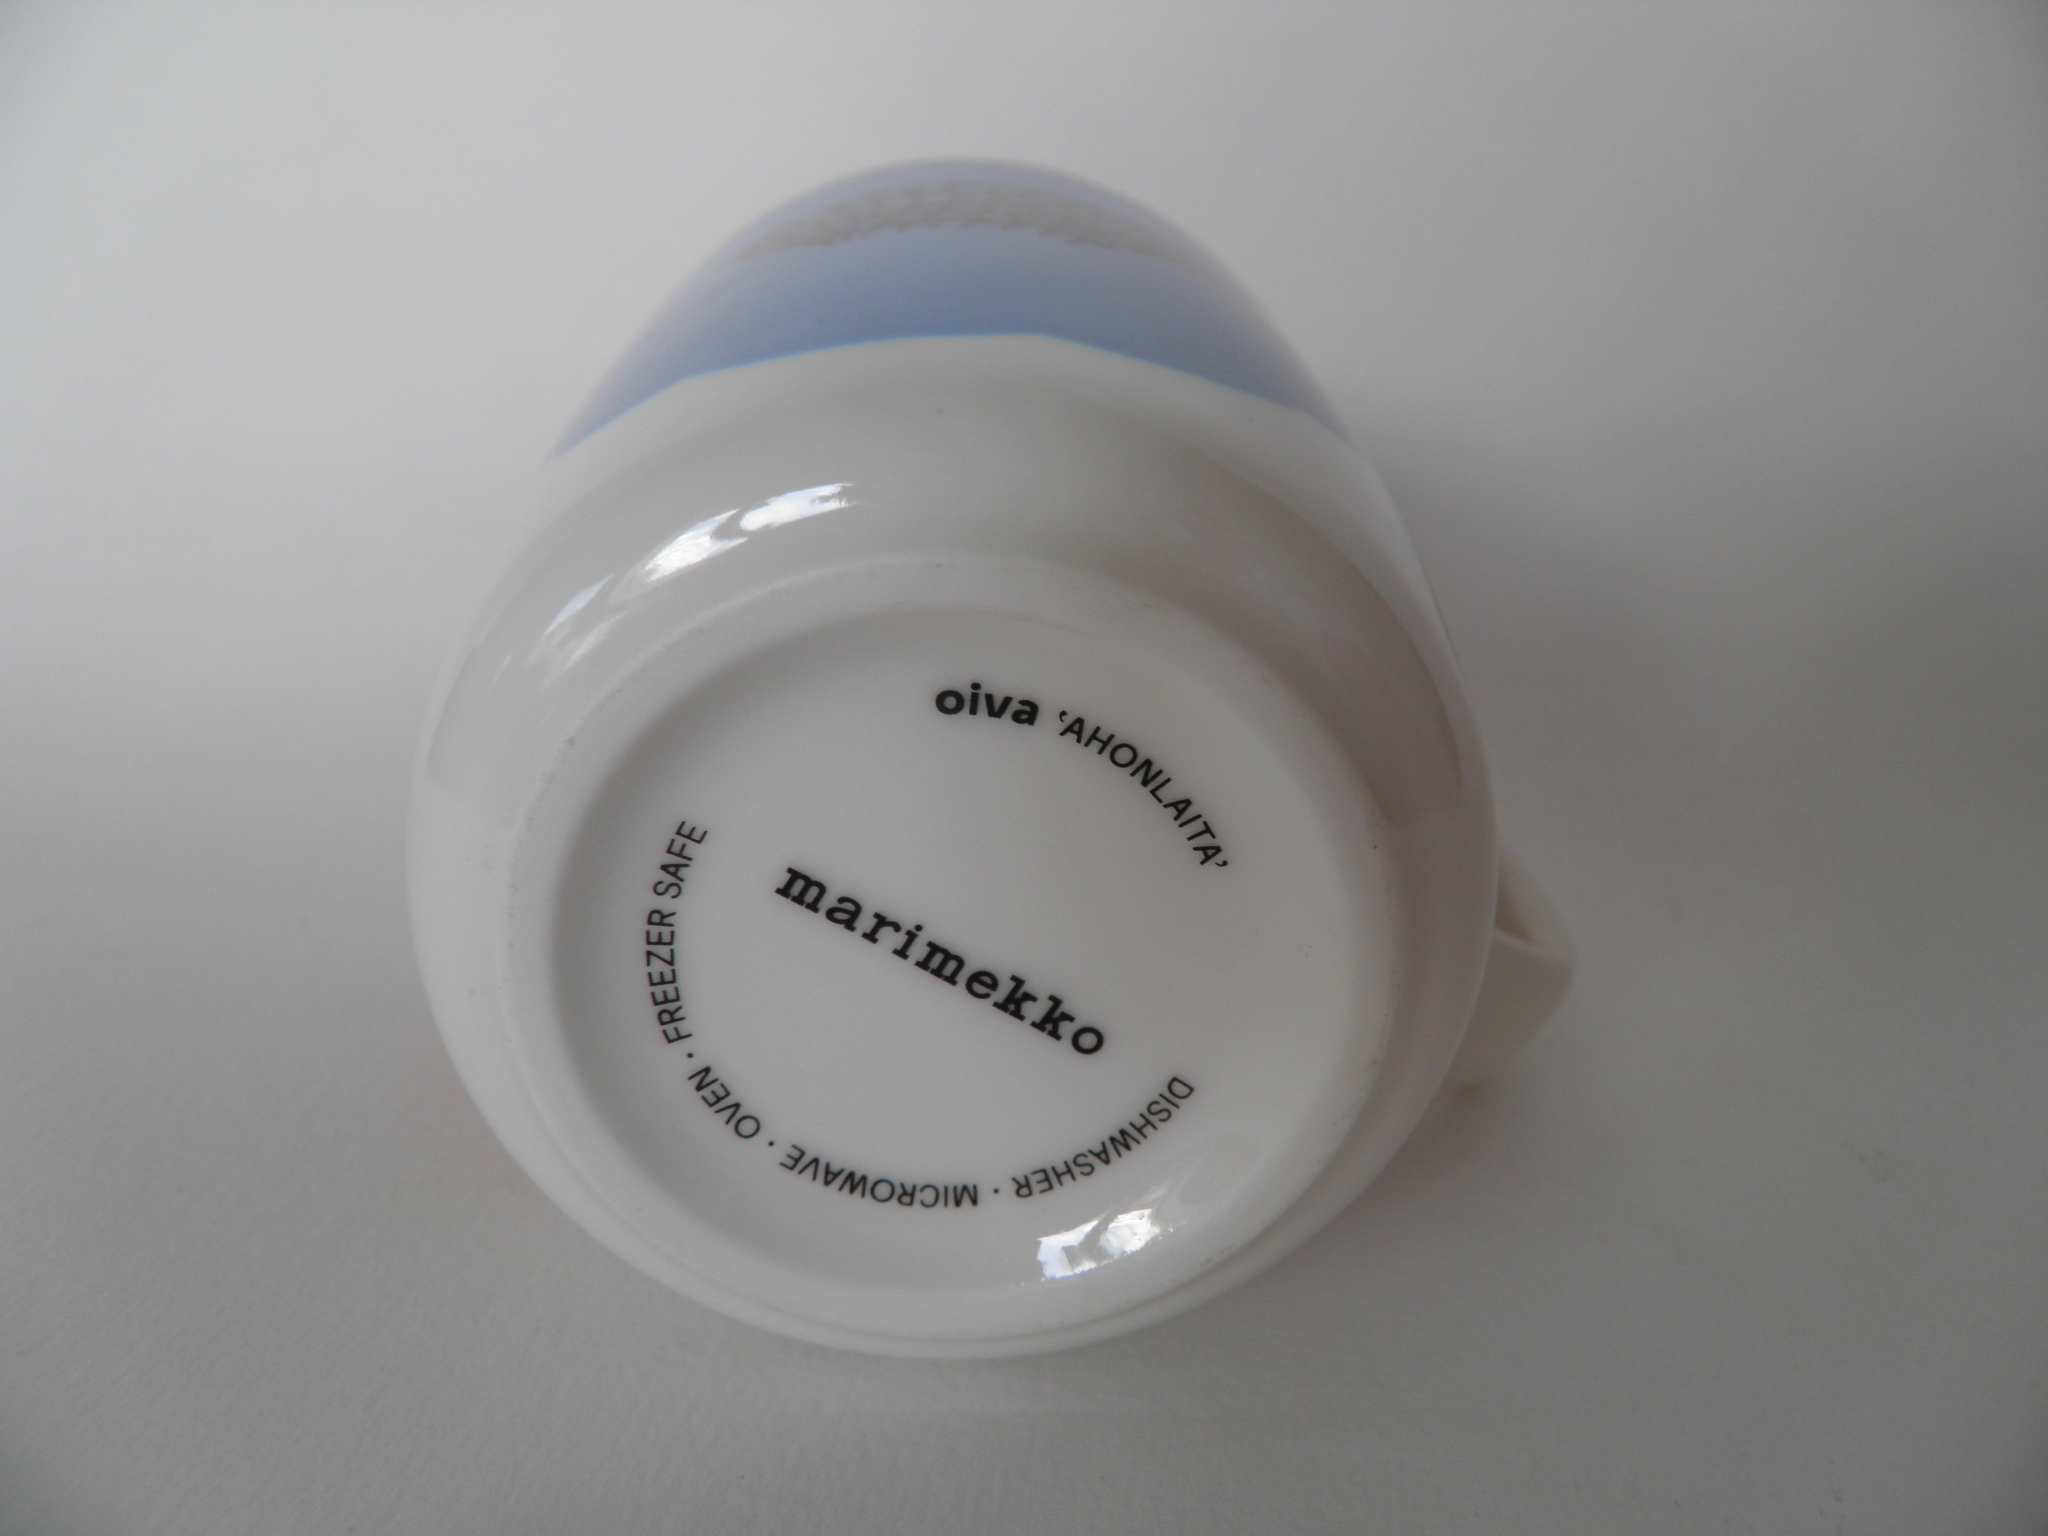 oiva 'AHONLAITA'
marimekko
DISHWASHER · MICROWAVE · OVEN · FREEZER SAFE